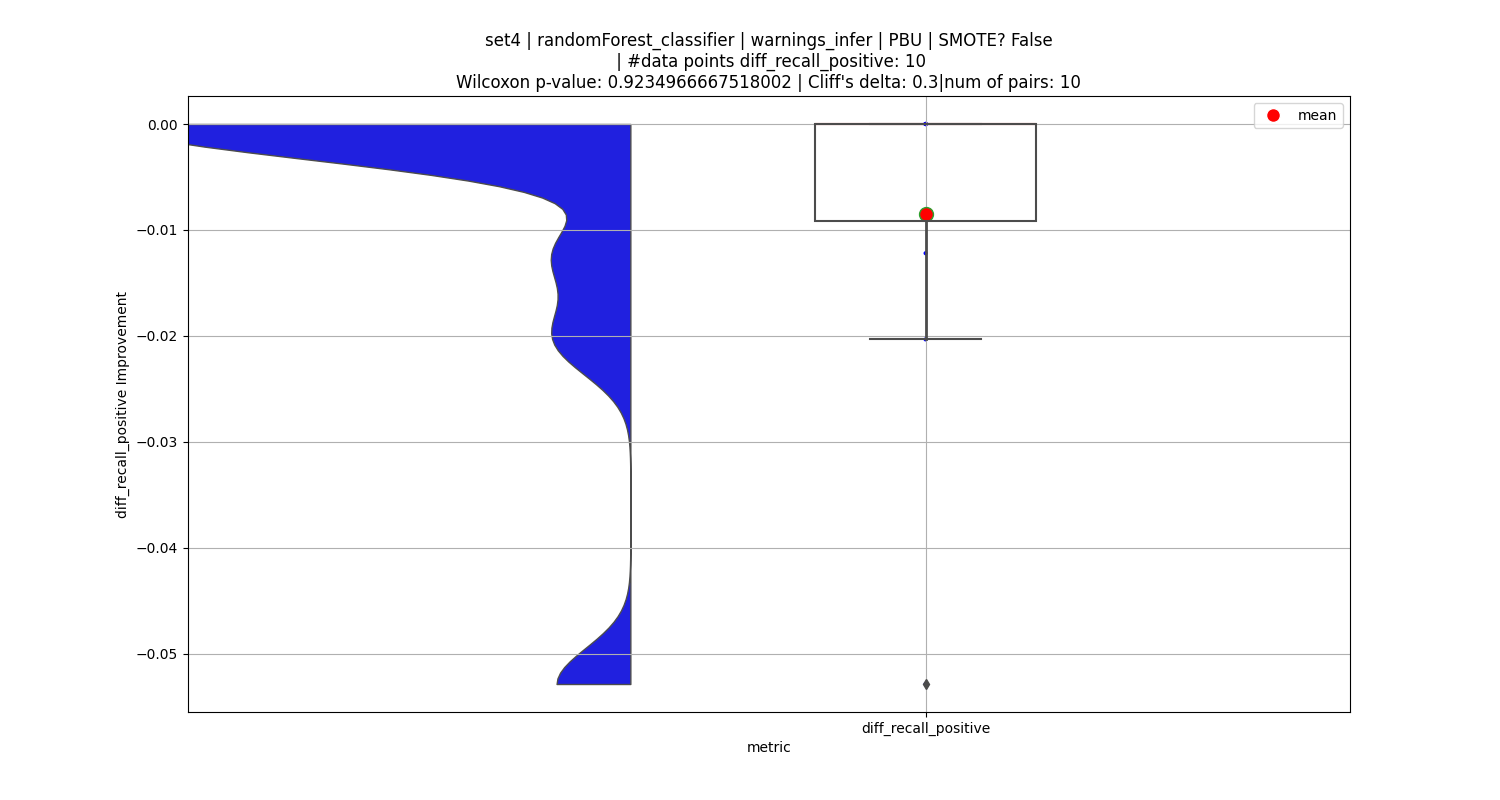 set4 | randomForest_classifier | warnings_infer | PBU | SMOTE? False
| #data points diff_recall_positive: 10
Wilcoxon p-value: 0.9234966667518002 | Cliff's delta: 0.3|num of pairs: 10
mean
0.00
−0.01
−0.02
−0.03
−0.04
−0.05
diff_recall_positive Improvement
diff_recall_positive
metric